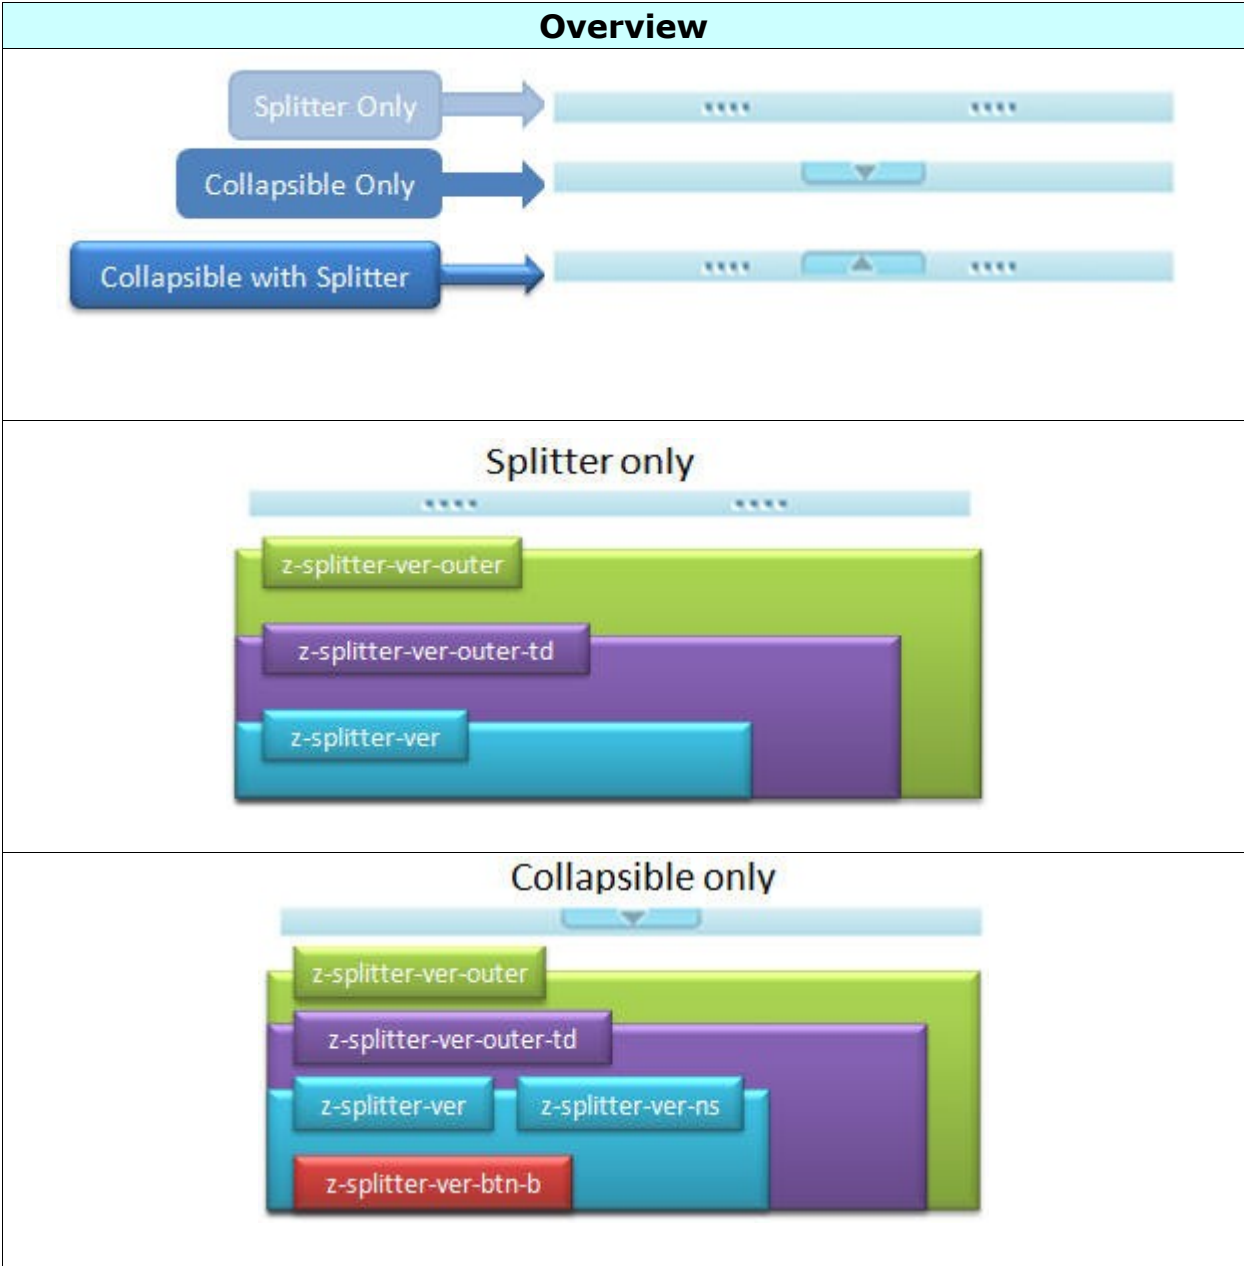 Overview
Splitter Only
Collapsible Only
Collapsible with Splitter
Splitter only
z-splitter-ver-outer
z-splitter-ver-outer-td
z-splitter-ver
Collapsible only
z-splitter-ver-outer
z-splitter-ver-outer-td
z-splitter-ver z-splitter-ver-ns
z-splitter-ver-btn-b